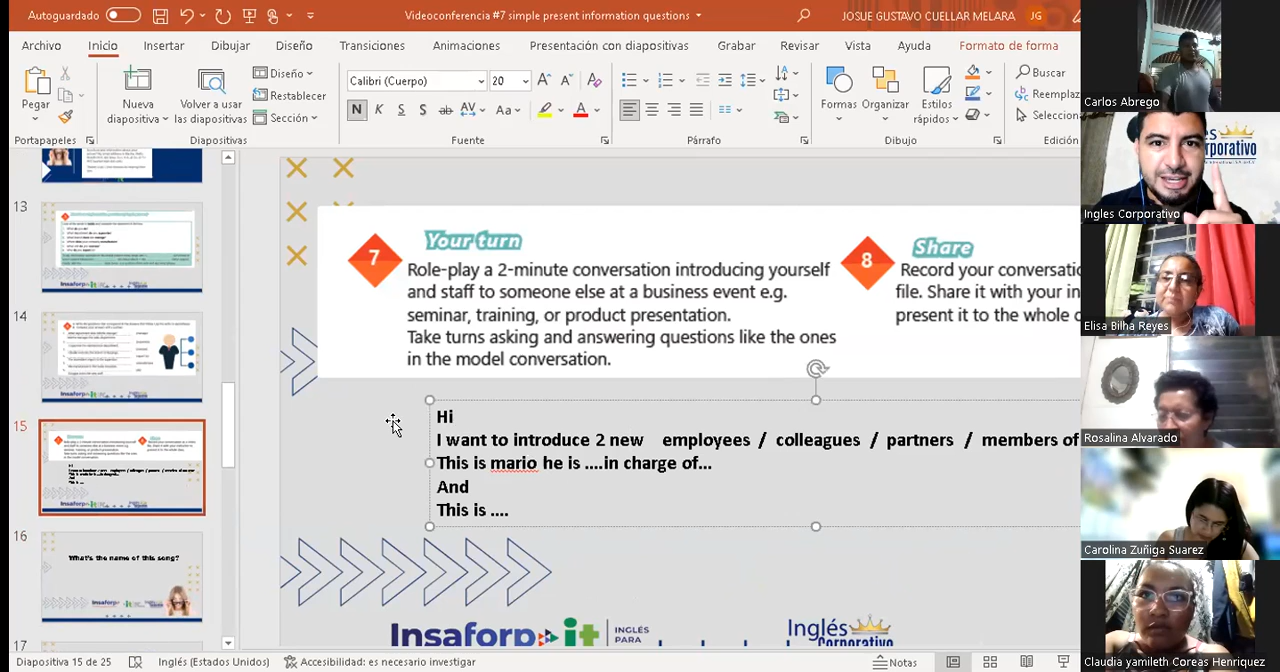 Autoguardado
Videoconferencia #7 simple present information questions
JOSUE GUSTAVO CUELLAR MELARA
JG
Archivo
Inicio
Insertar
Dibujar
Diseño
Transiciones
Animaciones
Presentación con diapositivas
Grabar
Revisar
Vista
Ayuda
Formato de forma
Pegar
Nueva
diapositiva
Volver a usar
las diapositivas
Diseño
Restablecer
Sección
Calibri (Cuerpo)
20
N K S S ab AV Aa A
Formas
Organizar
Estilos
rápidos
Buscar
Reemplaz
Seleccion
Portapapeles
Diapositivas
Fuente
Párrafo
Dibujo
Edición
13
14
15
16
What's the name of this song?
17
7
Your turn
Role-play a 2-minute conversation introducing yourself
and staff to someone else at a business event e.g.
seminar, training, or product presentation.
Take turns asking and answering questions like the ones
in the model conversation.
8
Share
Record your conversatio
file. Share it with your in
present it to the whole c
Hi
I want to introduce 2 new employees / colleagues / partners / members of
This is mario he is ....in charge of...
And
This is ....
Insaforp it
INGLÉS
PARA
Inglés
Corporativo
Carlos Abrego
Ingles Corporativo
Elisa Bilha Reyes
Rosalina Alvarado
Carolina Zuñiga Suarez
Claudia yamileth Coreas Henriquez
Diapositiva 15 de 25
Inglés (Estados Unidos)
Accesibilidad: es necesario investigar
Notas